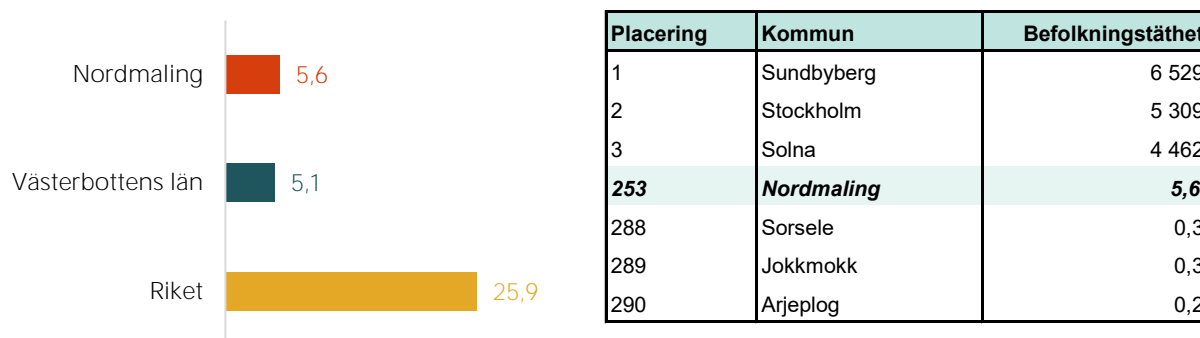 Nordmaling 5,6
Västerbottens län 5,1
Riket 25,9
Placering Kommun Befolkningstäthet
1 Sundbyberg 6 529
2 Stockholm 5 309
3 Solna 4 462
253 Nordmaling 5,6
288 Sorsele 0,3
289 Jokkmokk 0,3
290 Arjeplog 0,2